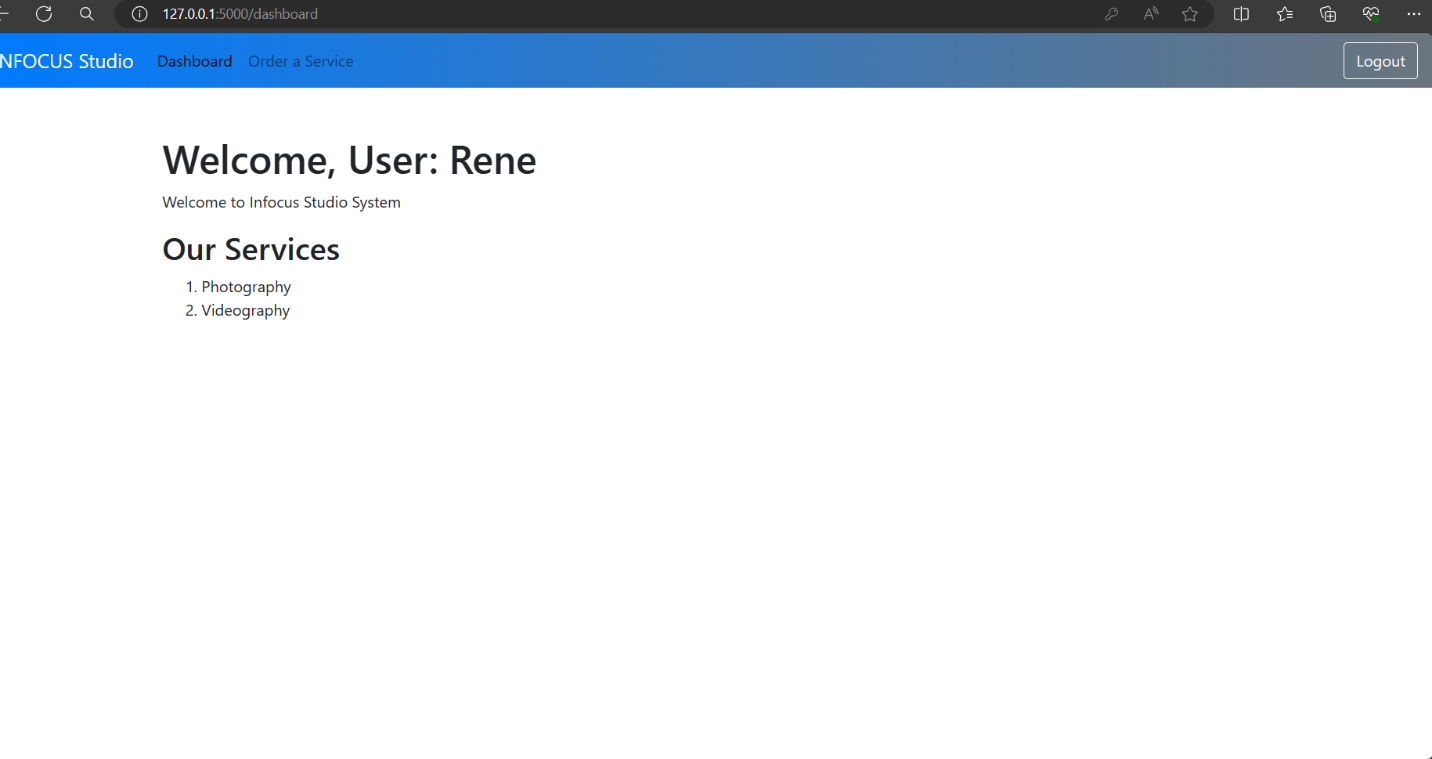 127.0.0.1:5000/dashboard
NFOCUS Studio Dashboard Order a Service Logout
Welcome, User: Rene
Welcome to Infocus Studio System
Our Services
1. Photography
2. Videography